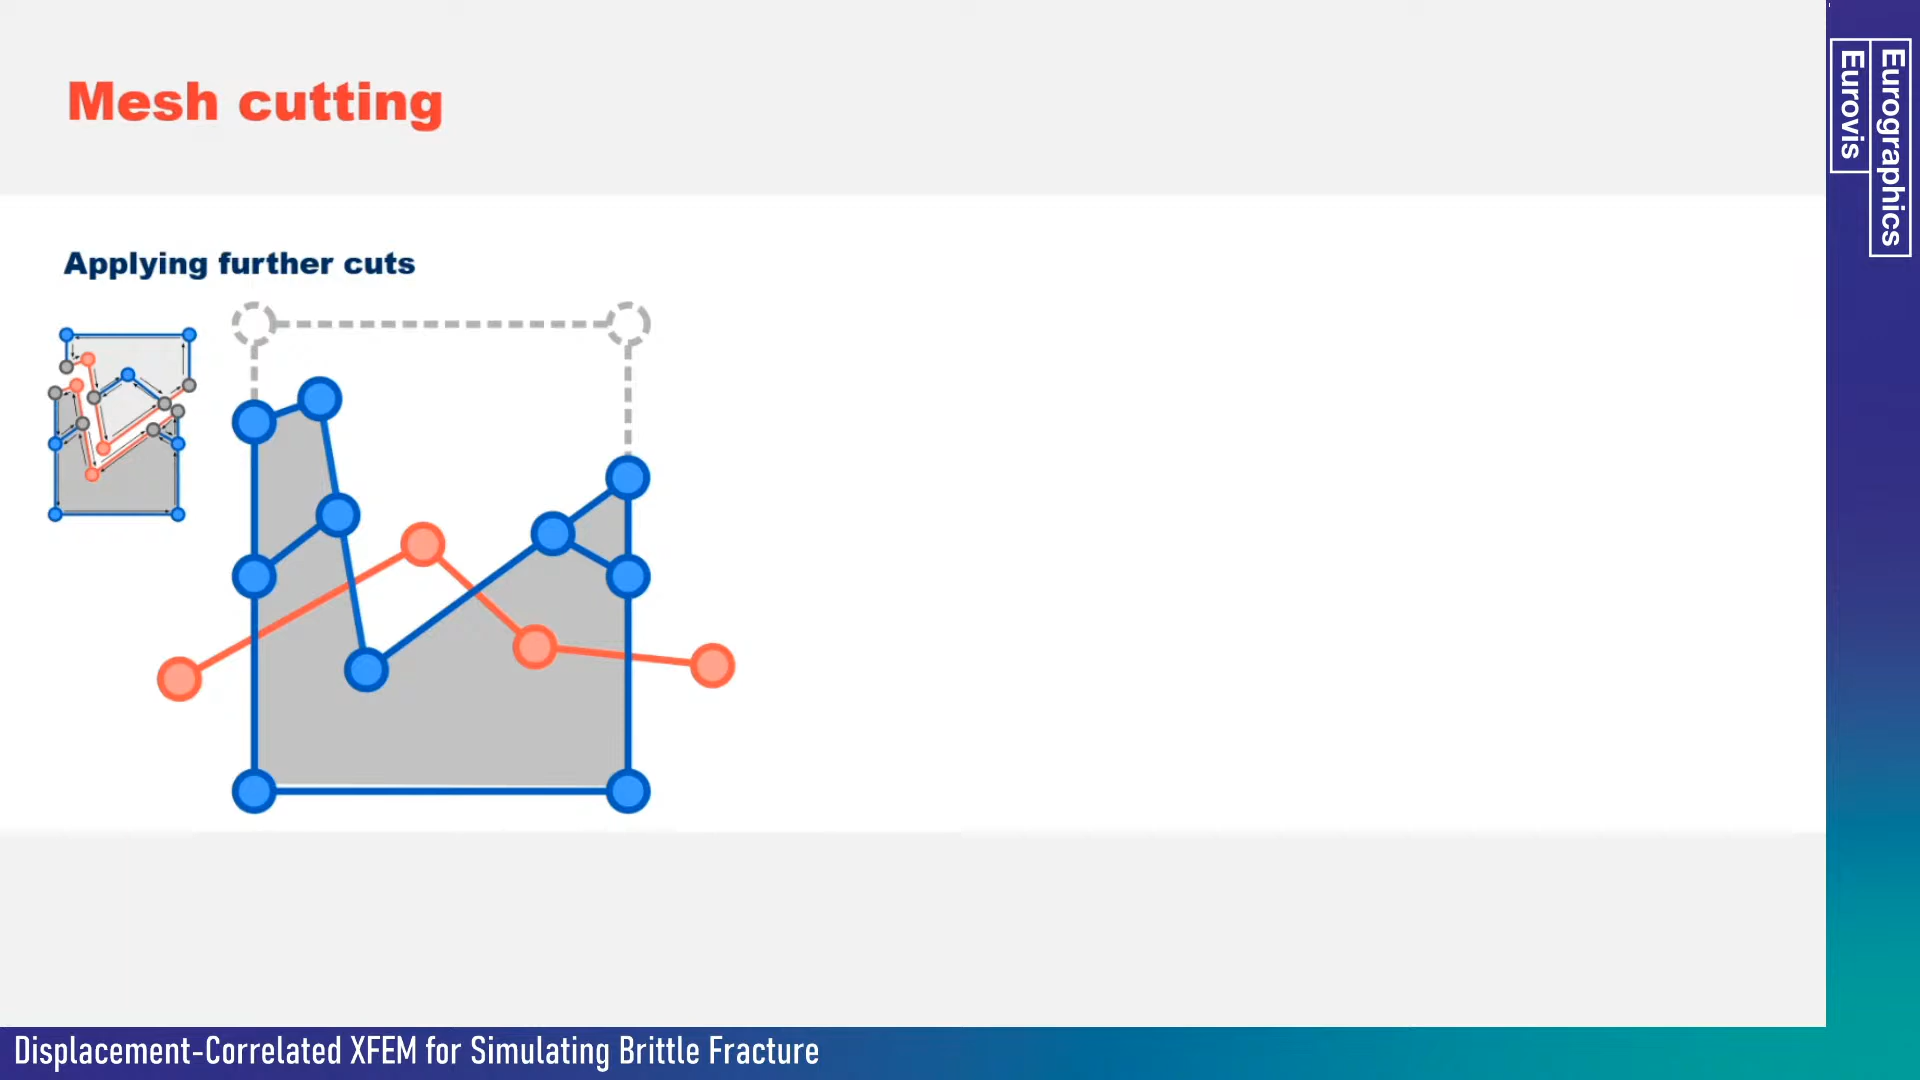 Mesh cutting
Applying further cuts
Eurographics
Eurovis
Displacement-Correlated XFEM for Simulating Brittle Fracture